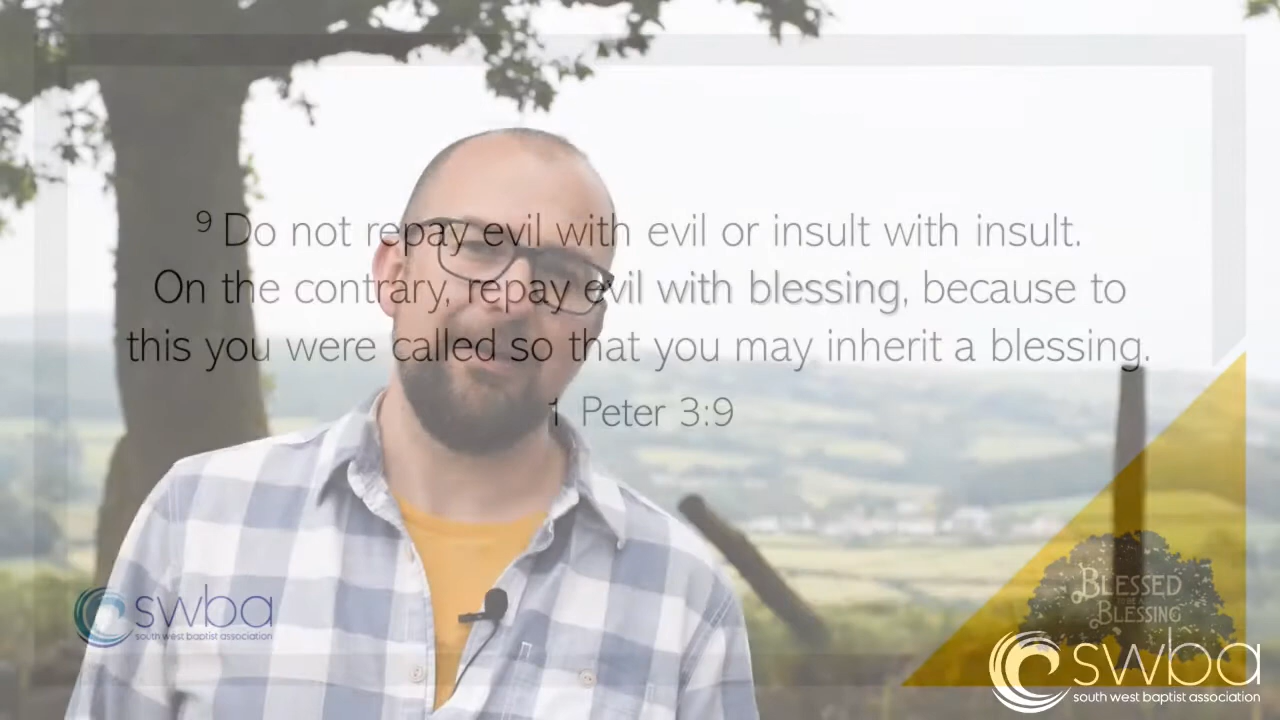 9 Do not repay evil with evil or insult with insult.
On the contrary, repay evil with blessing, because to
this you were called so that you may inherit a blessing.
1 Peter 3:9
swba
south west baptist association
BLESSED
BLESSING
swba
south west baptist association